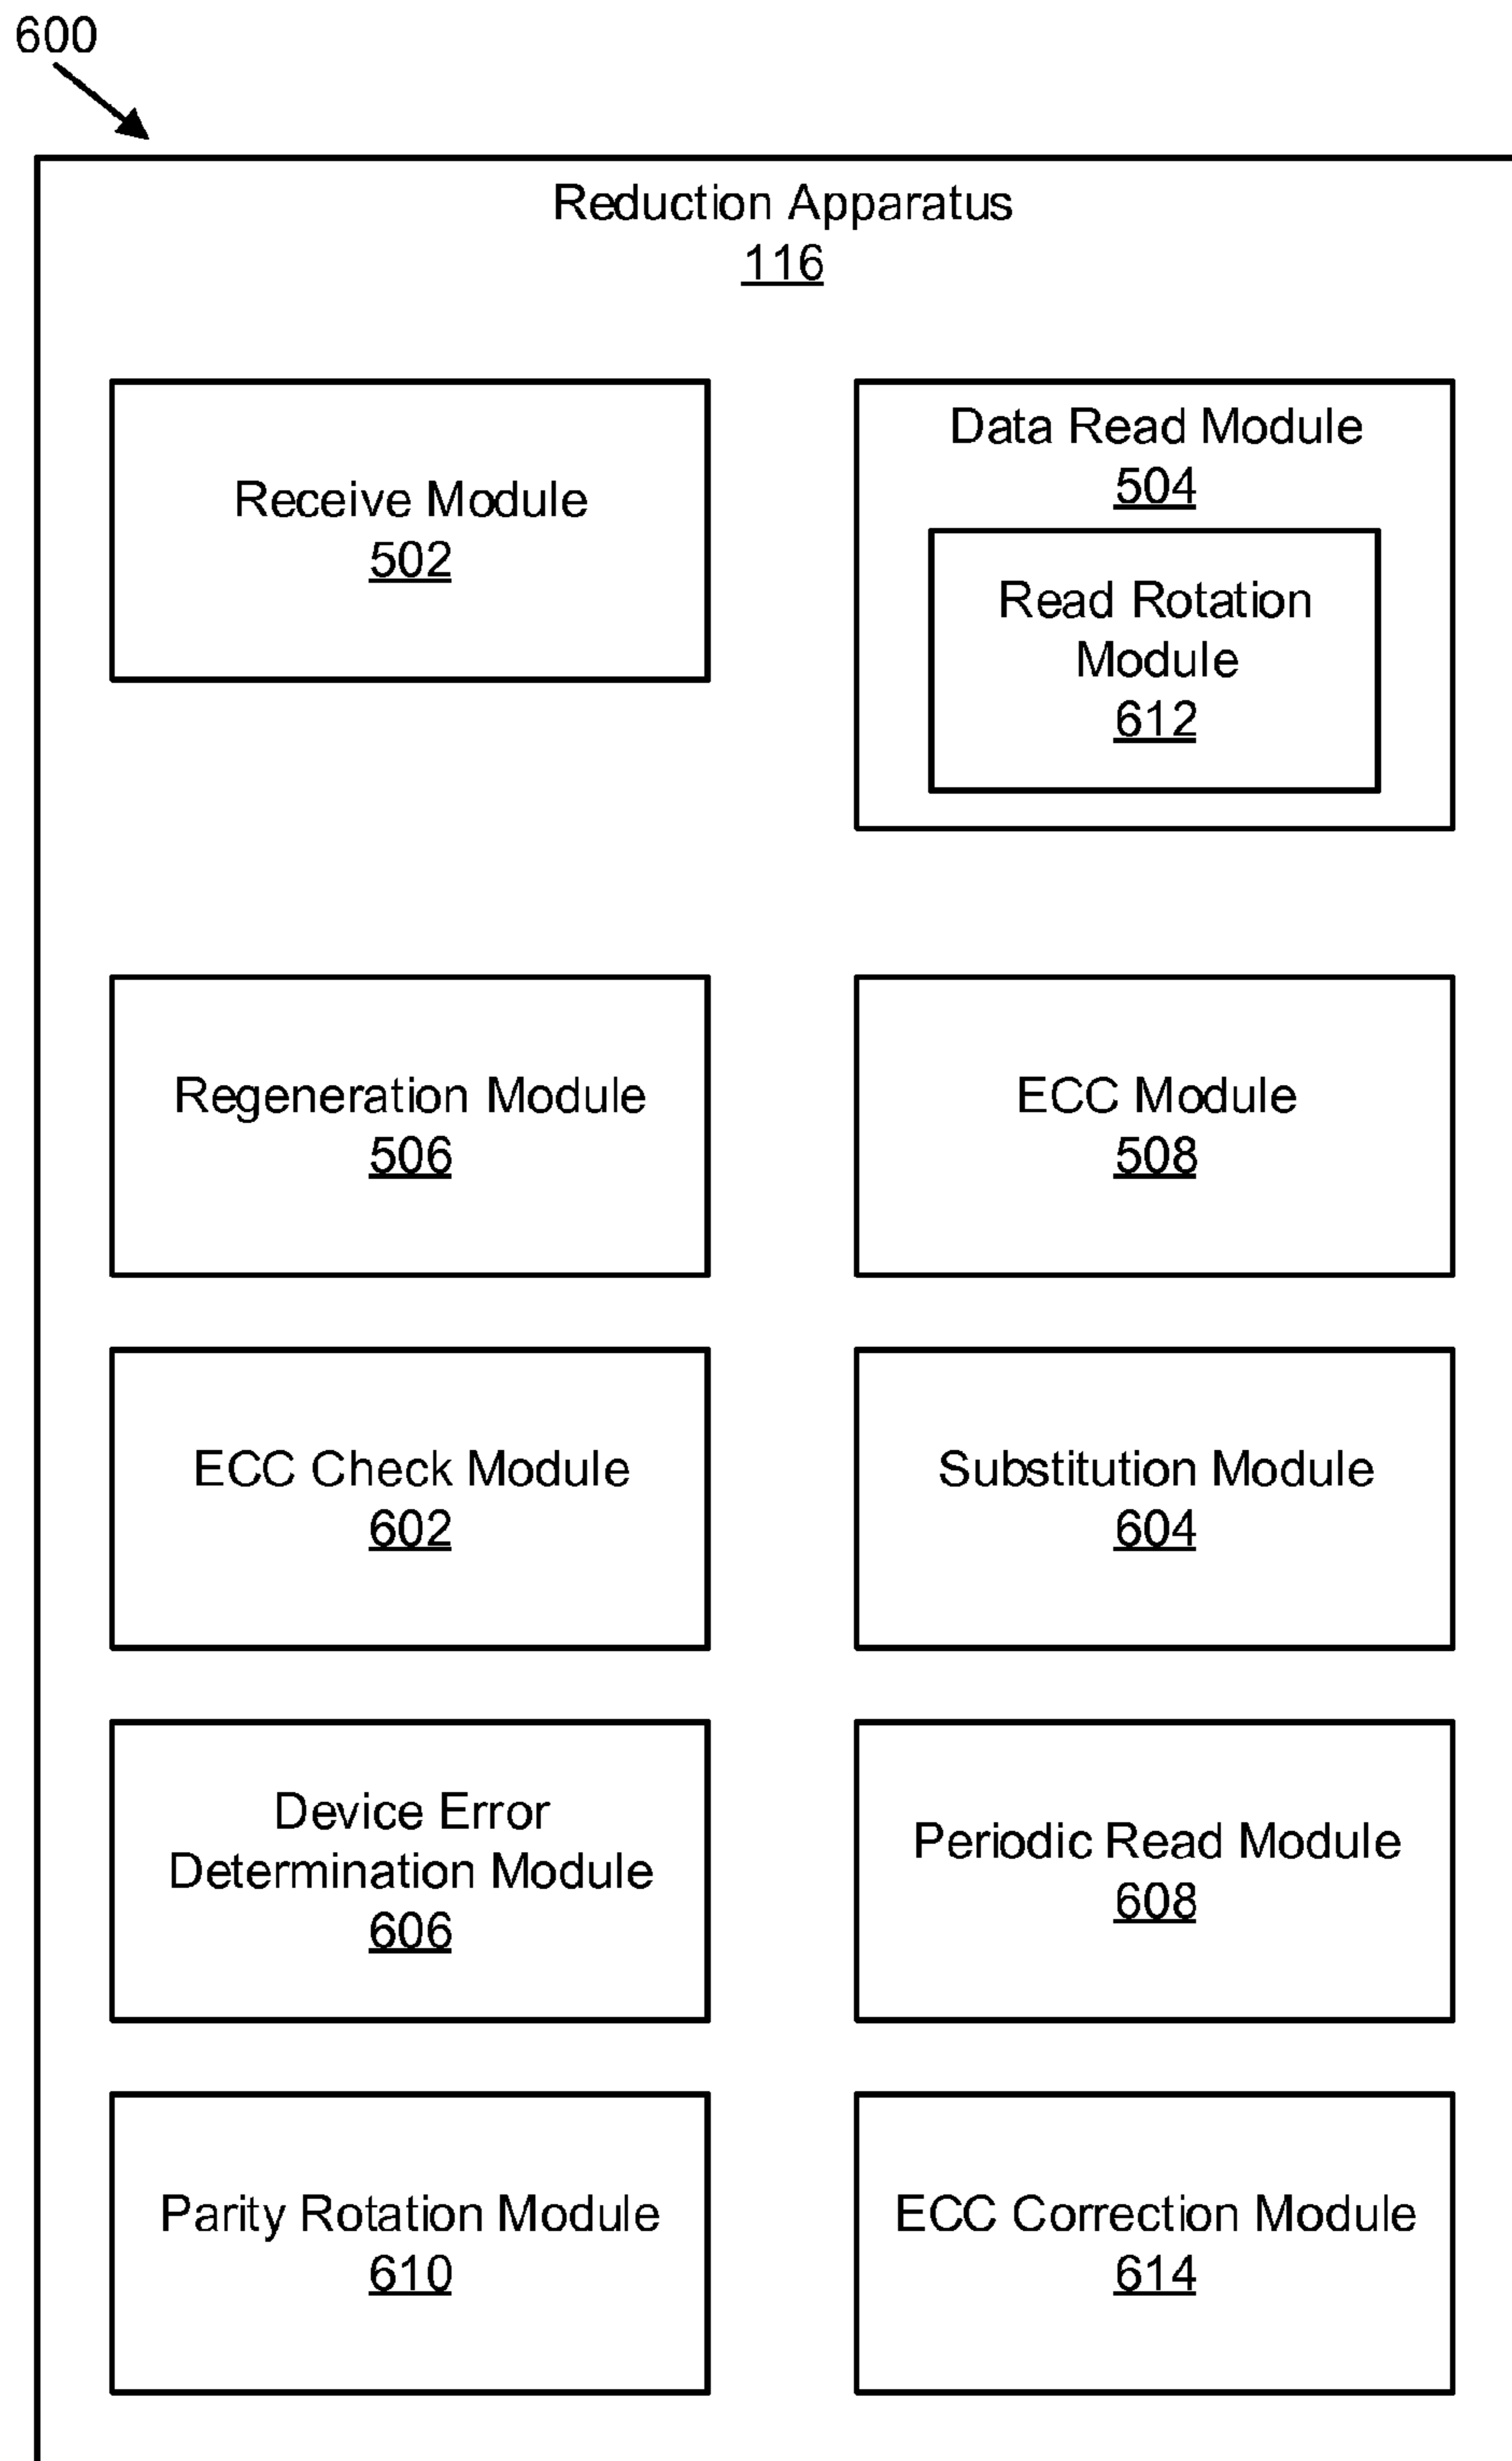 600
Reduction Apparatus
116
Receive Module
502
Data Read Module
504
Read Rotation
Module
612
Regeneration Module
506
ECC Module
508
ECC Check Module
602
Substitution Module
604
Device Error
Determination Module
606
Periodic Read Module
608
Parity Rotation Module
610
ECC Correction Module
614